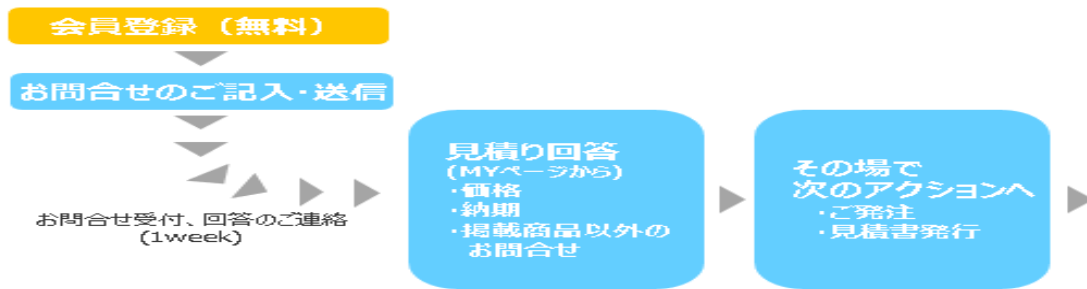 会員登録（無料）
お問合せのご記入・送信
お問合せ受付、回答のご連絡
(1week)
見積り回答
(MYページから)
・価格
・納期
・掲載商品以外の
お問合せ
その場で
次のアクションへ
・ご発注
・見積書発行